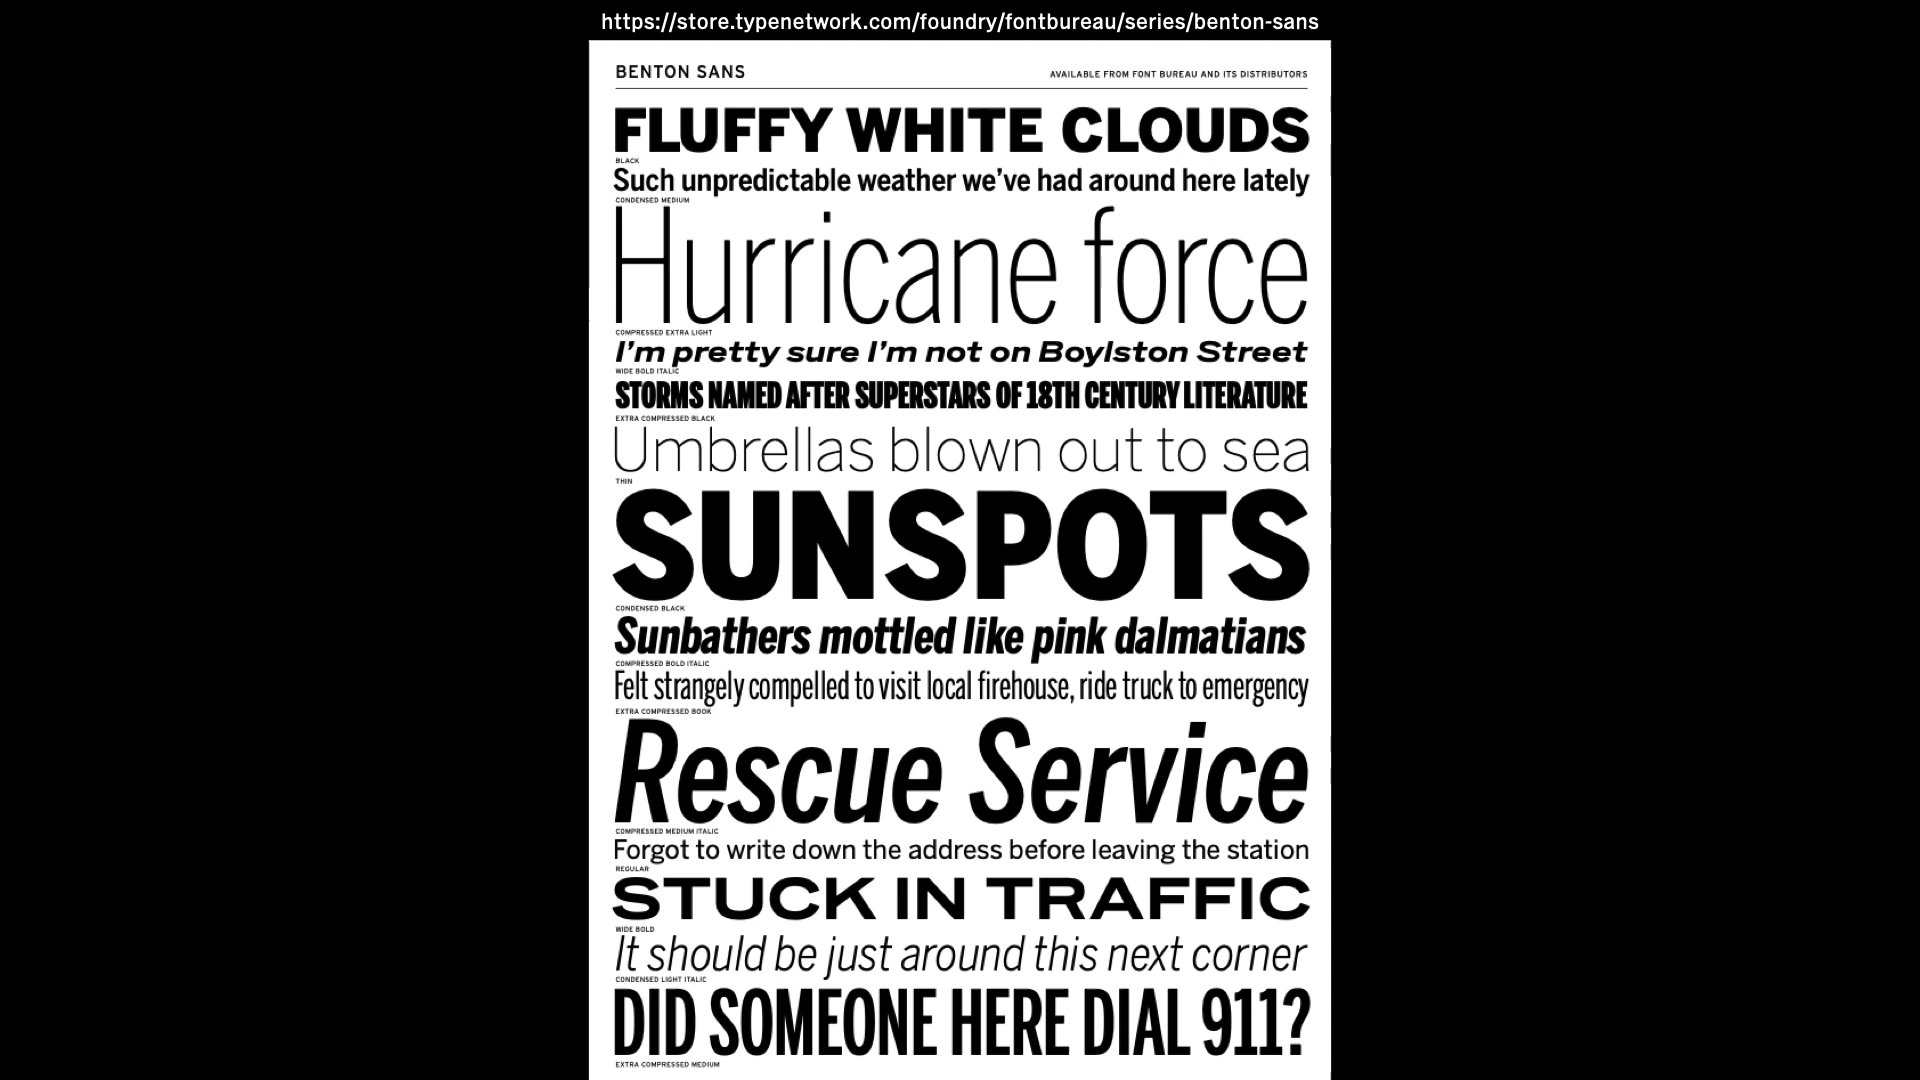 https://store.typenetwork.com/foundry/fontbureau/series/benton-sans
BENTON SANS
AVAILABLE FROM FONT BUREAU AND ITS DISTRIBUTORS
FLUFFY WHITE CLOUDS
BLACK
Such unpredictable weather we’ve had around here lately
CONDENSED MEDIUM
Hurricane force
COMPRESSED EXTRA LIGHT
I’m pretty sure I’m not on Boylston Street
WIDE BOLD ITALIC
STORMS NAMED AFTER SUPERSTARS OF 18TH CENTURY LITERATURE
EXTRA COMPRESSED BLACK
Umbrellas blown out to sea
THIN
SUNSPOTS
CONDENSED BLACK
Sunbathers mottled like pink dalmatians
COMPRESSED BOLD ITALIC
Felt strangely compelled to visit local firehouse, ride truck to emergency
EXTRA COMPRESSED BOOK
Rescue Service
COMPRESSED MEDIUM ITALIC
Forgot to write down the address before leaving the station
REGULAR
STUCK IN TRAFFIC
WIDE BOLD
It should be just around this next corner
CONDENSED LIGHT ITALIC
DID SOMEONE HERE DIAL 911?
EXTRA COMPRESSED MEDIUM